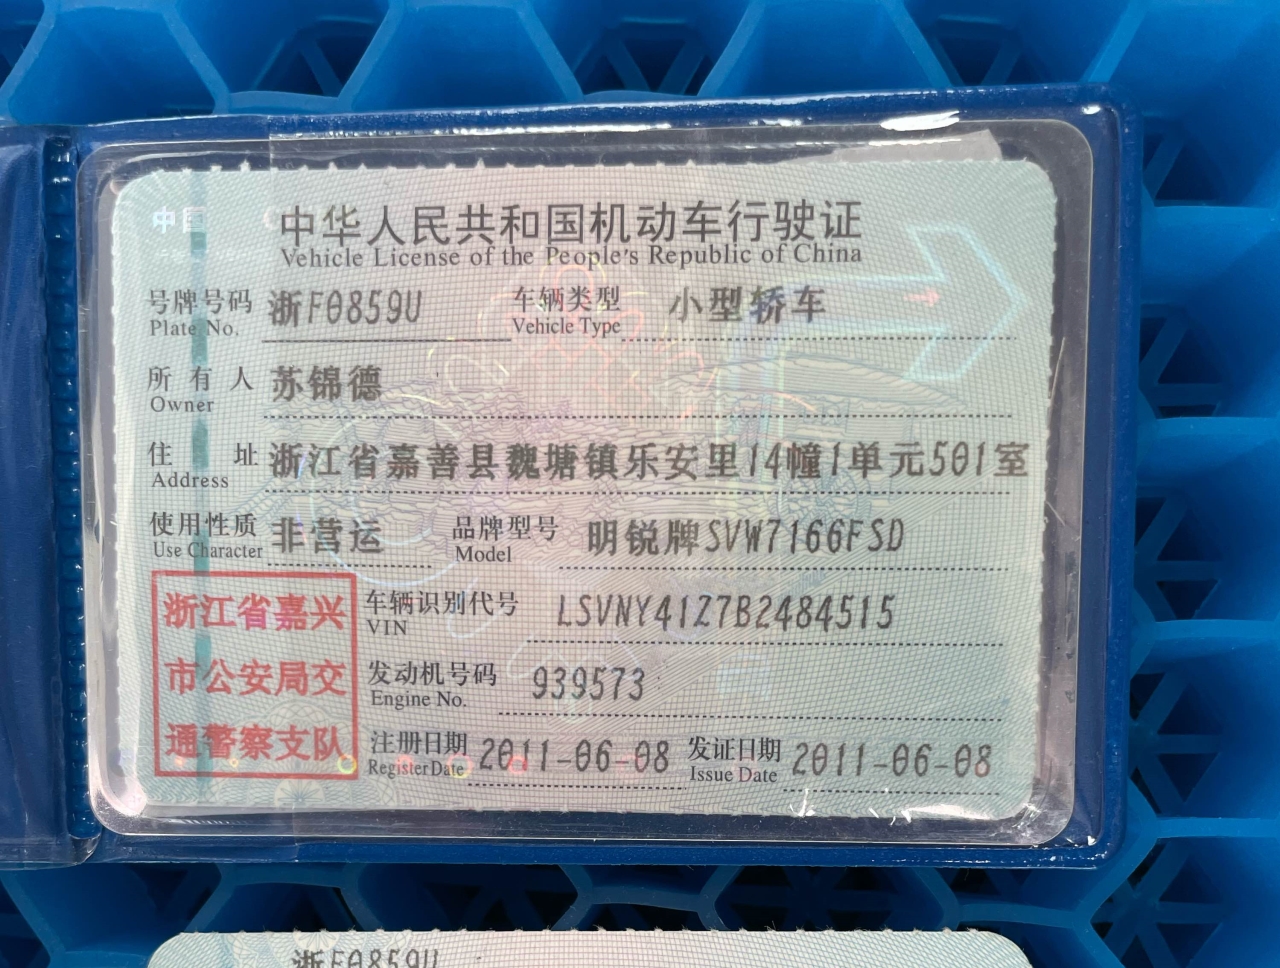 中国
中华人民共和国机动车行驶证
Vehicle License of the People's Republic of China
号牌号码 浙F0859U 车辆类型 小型轿车
Plate No. Vehicle Type
所有人 苏锦德
Owner
住址 浙江省嘉善县魏塘镇乐安里14幢1单元501室
Address
使用性质 非营运 品牌型号 明锐牌SVW7166FSD
Use Character Model
浙江省嘉兴
市公安局交
通警察支队
车辆识别代号 LSVNY41Z7B2484515
VIN
发动机号码 939573
Engine No.
注册日期 2011-06-08 发证日期 2011-06-08
Register Date Issue Date
浙F0859U